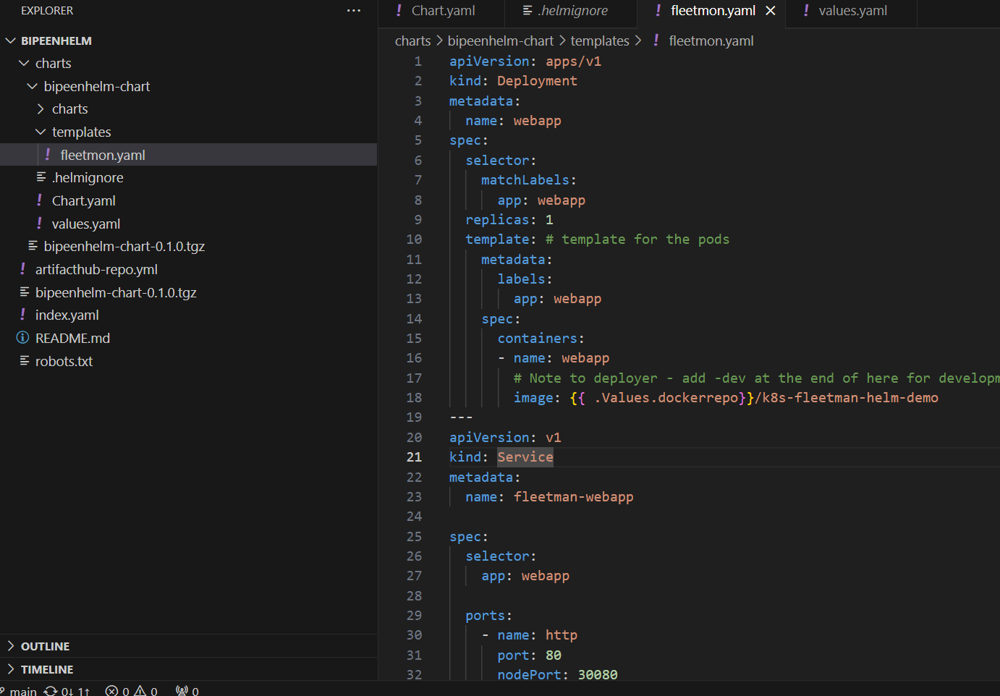 EXPLORER
...
BIPEENHELM
charts
bipeenhelm-chart
charts
templates
! fleetmon.yaml
.helmignore
! Chart.yaml
! values.yaml
bipeenhelm-chart-0.1.0.tgz
! artifacthub-repo.yml
bipeenhelm-chart-0.1.0.tgz
! index.yaml
README.md
robots.txt
OUTLINE
TIMELINE
main 0↓ 1↑ 0 0 0
! Chart.yaml .helmignore ! fleetmon.yaml ! values.yaml
charts > bipeenhelm-chart > templates > ! fleetmon.yaml
1 apiVersion: apps/v1
2 kind: Deployment
3 metadata:
4 name: webapp
5 spec:
6 selector:
7 matchLabels:
8 app: webapp
9 replicas: 1
10 template: # template for the pods
11 metadata:
12 labels:
13 app: webapp
14 spec:
15 containers:
16 - name: webapp
17 # Note to deployer - add -dev at the end of here for developm
18 image: {{ .Values.dockerrepo}}/k8s-fleetman-helm-demo
19 ---
20 apiVersion: v1
21 kind: Service
22 metadata:
23 name: fleetman-webapp
24
25 spec:
26 selector:
27 app: webapp
28
29 ports:
30 - name: http
31 port: 80
32 nodePort: 30080